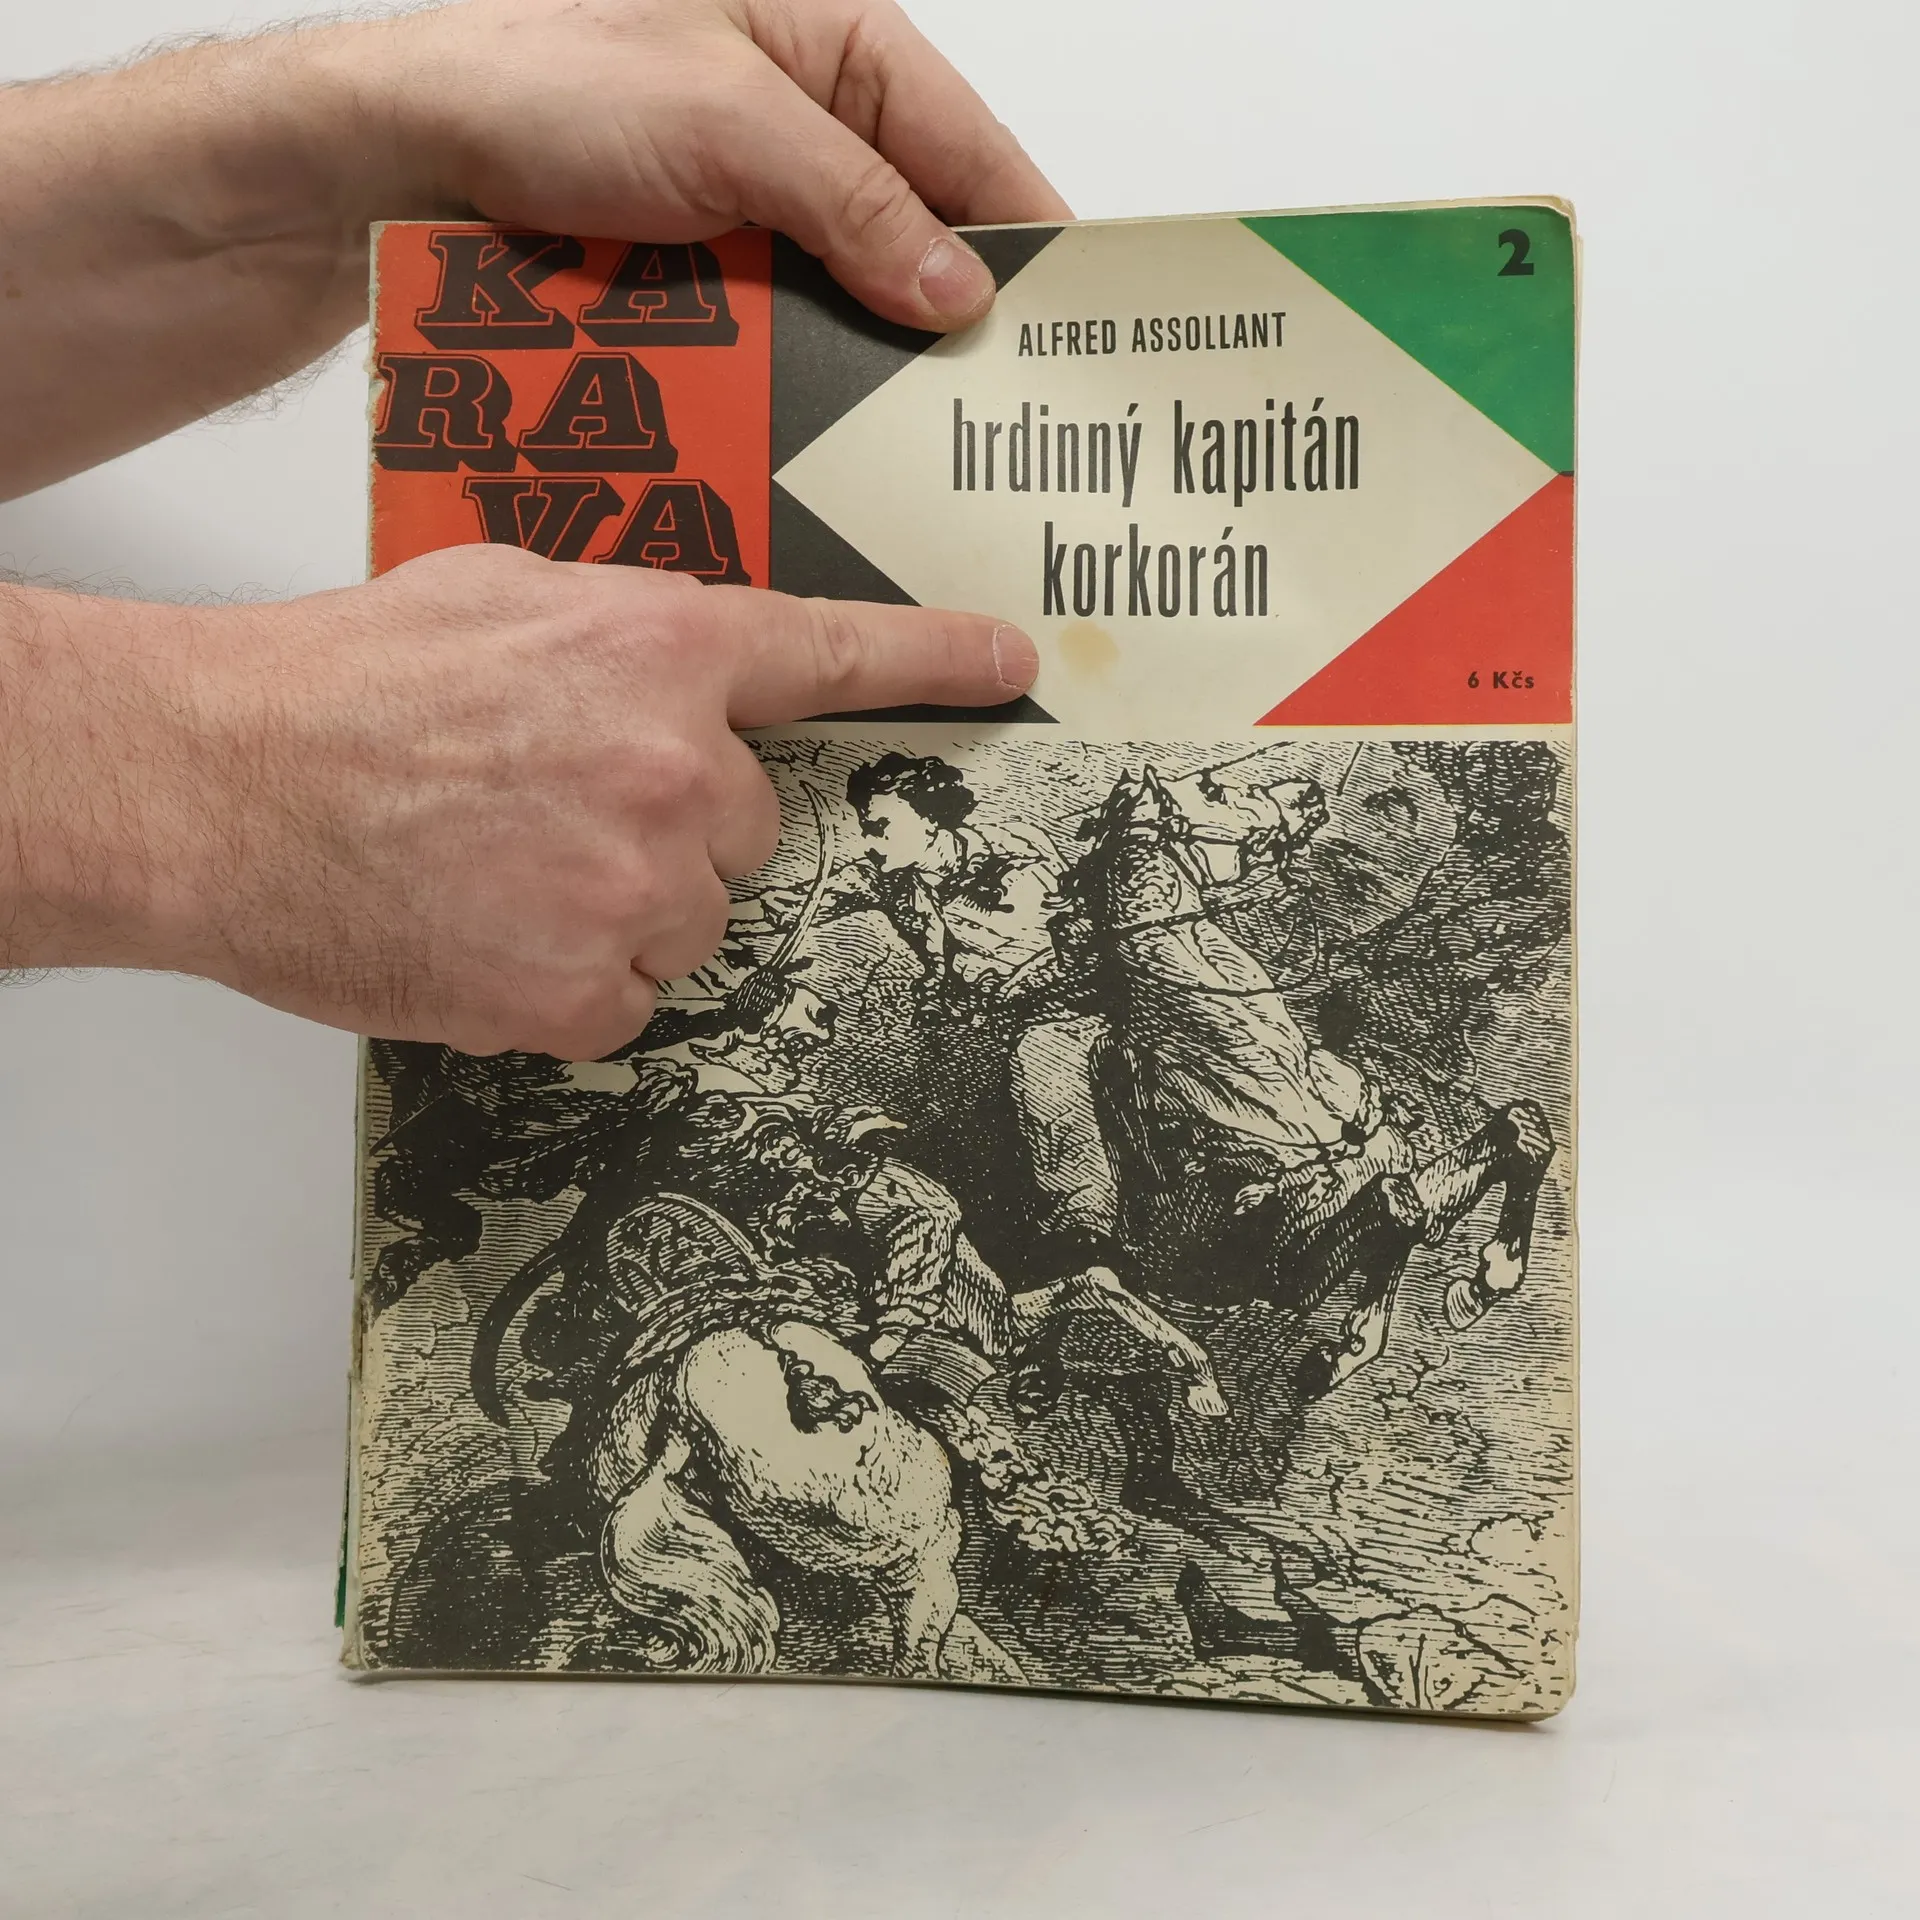 KA
RA
VA
2
ALFRED ASSOLLANT
hrdinný kapitán
korkorán
6 Kčs